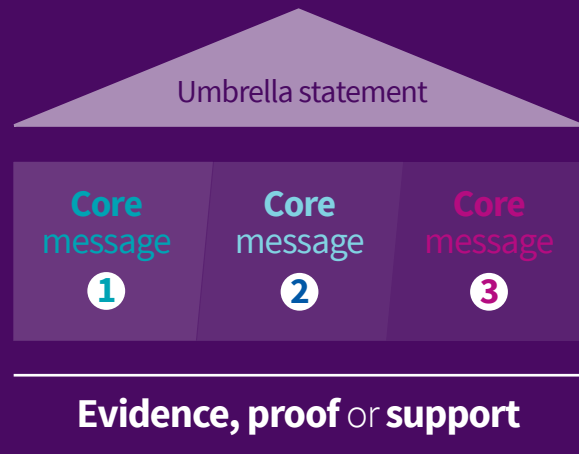 Umbrella statement
Core
message
1
Core
message
2
Core
message
3
Evidence, proof or support